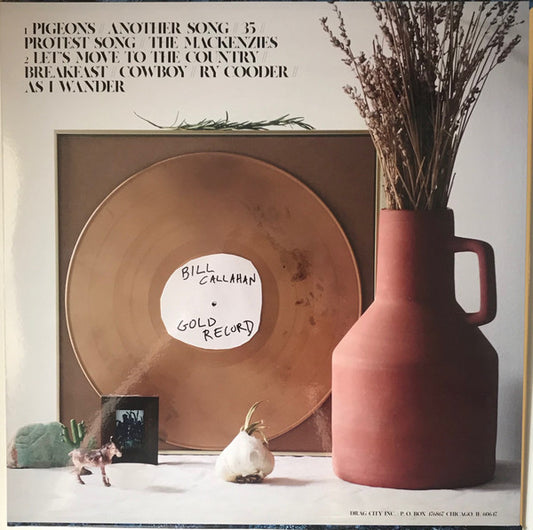 1 PIGEONS // ANOTHER SONG // 35 //
PROTEST SONG // THE MACKENZIES
2 LET'S MOVE TO THE COUNTRY //
BREAKFAST // COWBOY // RY COODER //
AS I WANDER
BILL
CALLAHAN
GOLD
RECORD
DRAG CITY INC. / P. O. BOX 476867 CHICAGO, IL 60647